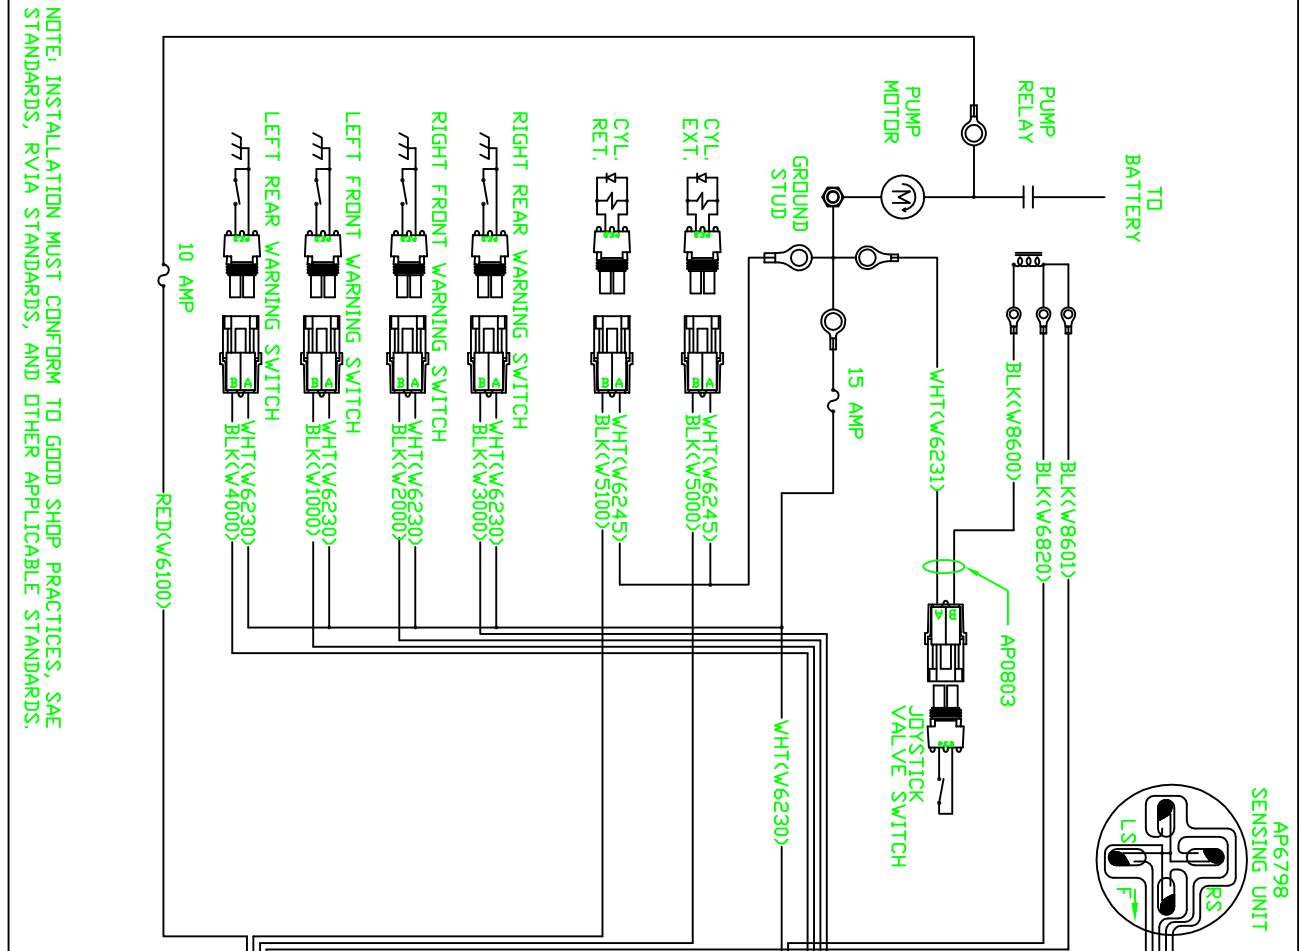 AP6798
SENSING UNIT
LS
RS
F
TO
BATTERY
PUMP
RELAY
PUMP
MOTOR
M
GROUND
STUD
BLK(W8601)
BLK(W6820)
BLK(W8600)
WHT(W6231)
15 AMP
AP0803
B
A
JOYSTICK
VALVE SWITCH
WHT(W6230)
CYL.
EXT.
WHT(W6245)
BLK(W5000)
CYL.
RET.
A
B
WHT(W6245)
BLK(W5100)
RIGHT REAR WARNING SWITCH
A
B
WHT(W6230)
BLK(W3000)
RIGHT FRONT WARNING SWITCH
A
B
WHT(W6230)
BLK(W2000)
LEFT FRONT WARNING SWITCH
A
B
WHT(W6230)
BLK(W1000)
LEFT REAR WARNING SWITCH
A
B
WHT(W6230)
BLK(W4000)
10 AMP
RED(W6100)
NOTE: INSTALLATION MUST CONFORM TO GOOD SHOP PRACTICES, SAE
STANDARDS, RVIA STANDARDS, AND OTHER APPLICABLE STANDARDS.